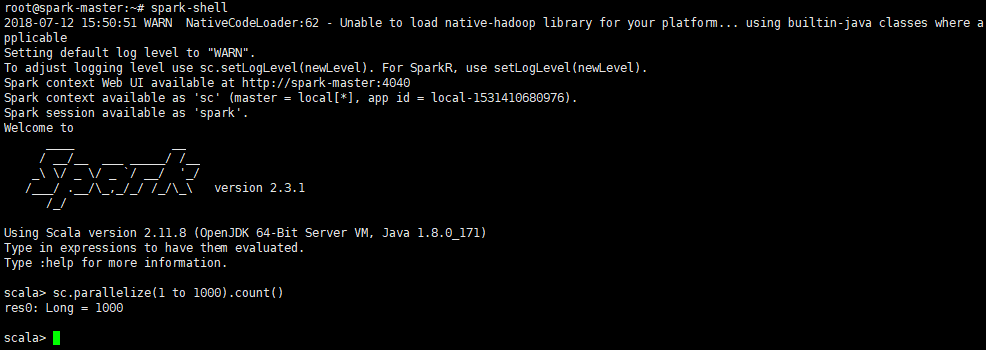 root@spark-master:~# spark-shell
2018-07-12 15:50:51 WARN  NativeCodeLoader:62 - Unable to load native-hadoop library for your platform... using builtin-java classes where a
pplicable
Setting default log level to "WARN".
To adjust logging level use sc.setLogLevel(newLevel). For SparkR, use setLogLevel(newLevel).
Spark context Web UI available at http://spark-master:4040
Spark context available as 'sc' (master = local[*], app id = local-1531410680976).
Spark session available as 'spark'.
Welcome to
      ____              __
     / __/__  ___ _____/ /__
    _\ \/ _ \/ _ `/ __/  '_/
   /___/ .__/\_,_/_/ /_/\_\   version 2.3.1
      /_/
Using Scala version 2.11.8 (OpenJDK 64-Bit Server VM, Java 1.8.0_171)
Type in expressions to have them evaluated.
Type :help for more information.
scala> sc.parallelize(1 to 1000).count()
res0: Long = 1000
scala>